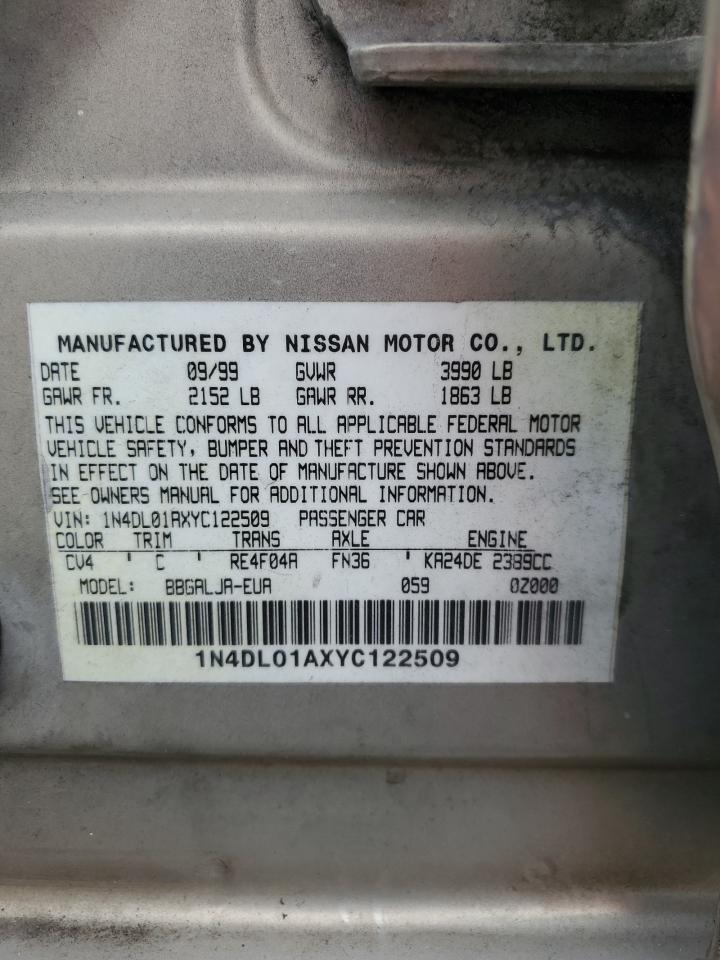 MANUFACTURED BY NISSAN MOTOR CO., LTD.
DATE 09/99 GVWR 3990 LB
GAWR FR. 2152 LB GAWR RR. 1863 LB
THIS VEHICLE CONFORMS TO ALL APPLICABLE FEDERAL MOTOR
VEHICLE SAFETY, BUMPER AND THEFT PREVENTION STANDARDS
IN EFFECT ON THE DATE OF MANUFACTURE SHOWN ABOVE.
SEE OWNERS MANUAL FOR ADDITIONAL INFORMATION.
VIN: 1N4DL01AXYC122509 PASSENGER CAR
COLOR TRIM TRANS AXLE ENGINE
CV4 ' C ' RE4F04A FN36 ' KA24DE 2389CC
MODEL: BBGALJA-EUA 059 0Z000
1N4DL01AXYC122509